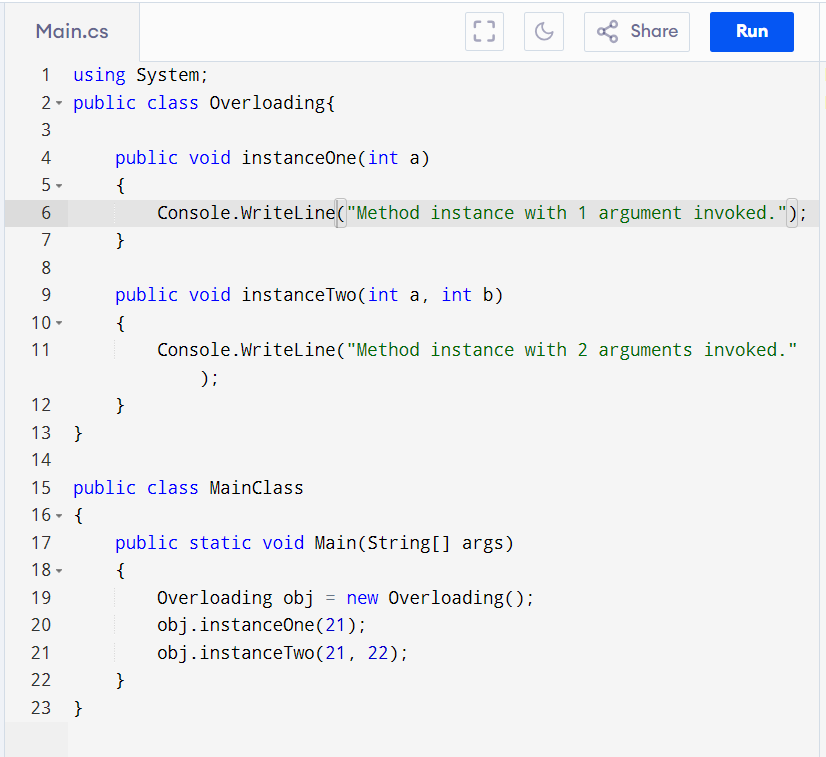 Main.cs
Share
Run
1 using System;
2 public class Overloading{
3
4 public void instanceOne(int a)
5 {
6 Console.WriteLine("Method instance with 1 argument invoked.");
7 }
8
9 public void instanceTwo(int a, int b)
10 {
11 Console.WriteLine("Method instance with 2 arguments invoked."
);
12 }
13 }
14
15 public class MainClass
16 {
17 public static void Main(String[] args)
18 {
19 Overloading obj = new Overloading();
20 obj.instanceOne(21);
21 obj.instanceTwo(21, 22);
22 }
23 }